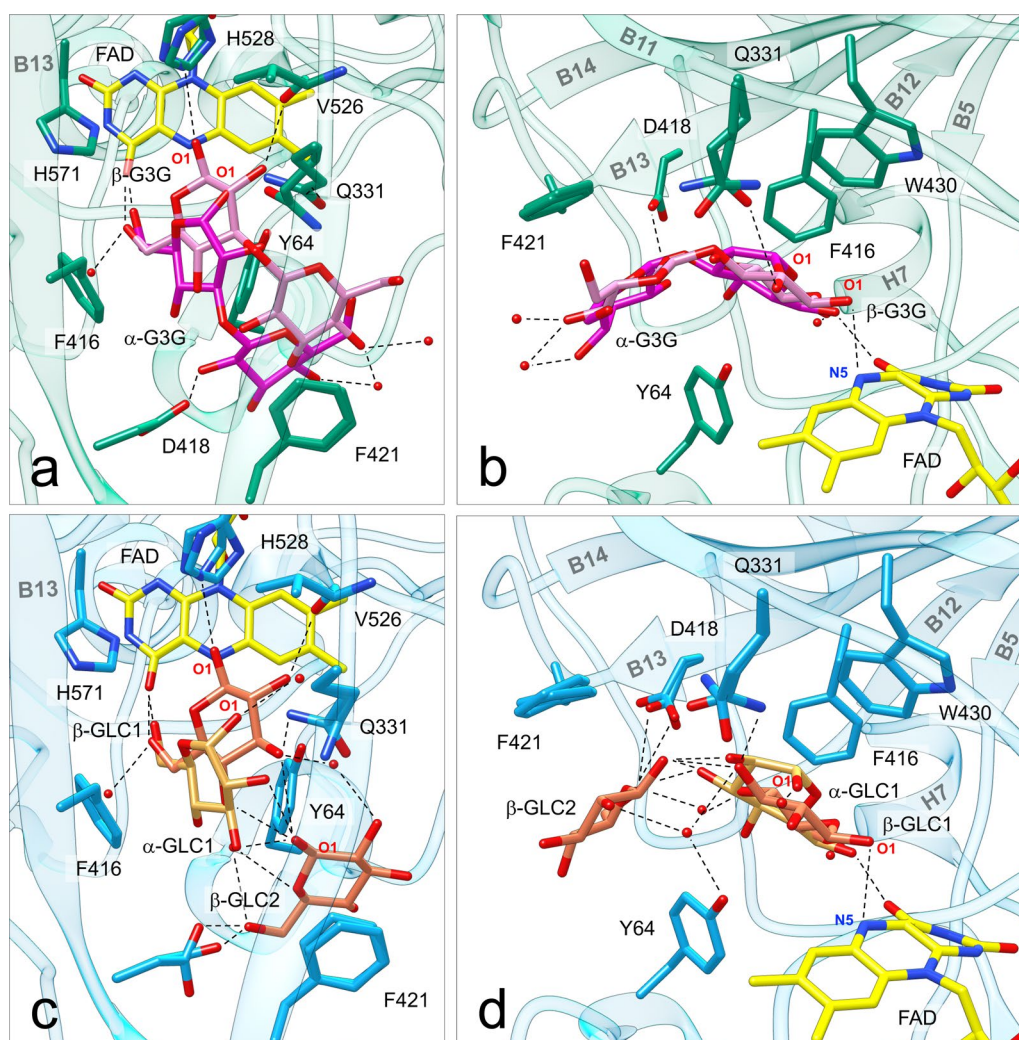 H528
FAD
B13
V526
O1
H571
β-G3G
O1
Q331
Y64
F416
α-G3G
D418
F421
a
B11
Q331
B14
B12
D418
B5
B13
W430
F421
F416
O1
H7
O1
β-G3G
α-G3G
N5
Y64
FAD
b
H528
FAD
B13
V526
O1
H571
O1
Q331
β-GLC1
Y64
F416
α-GLC1
O1
β-GLC2
F421
c
B14
Q331
B12
D418
B5
B13
W430
F421
F416
O1
α-GLC1
β-GLC2
H7
β-GLC1
O1
N5
Y64
FAD
d